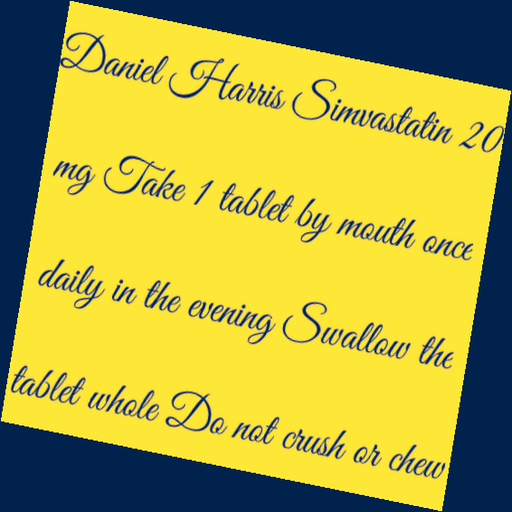 Daniel Harris Simvastatin 20
mg Take 1 tablet by mouth once
daily in the evening Swallow the
tablet whole Do not crush or chew